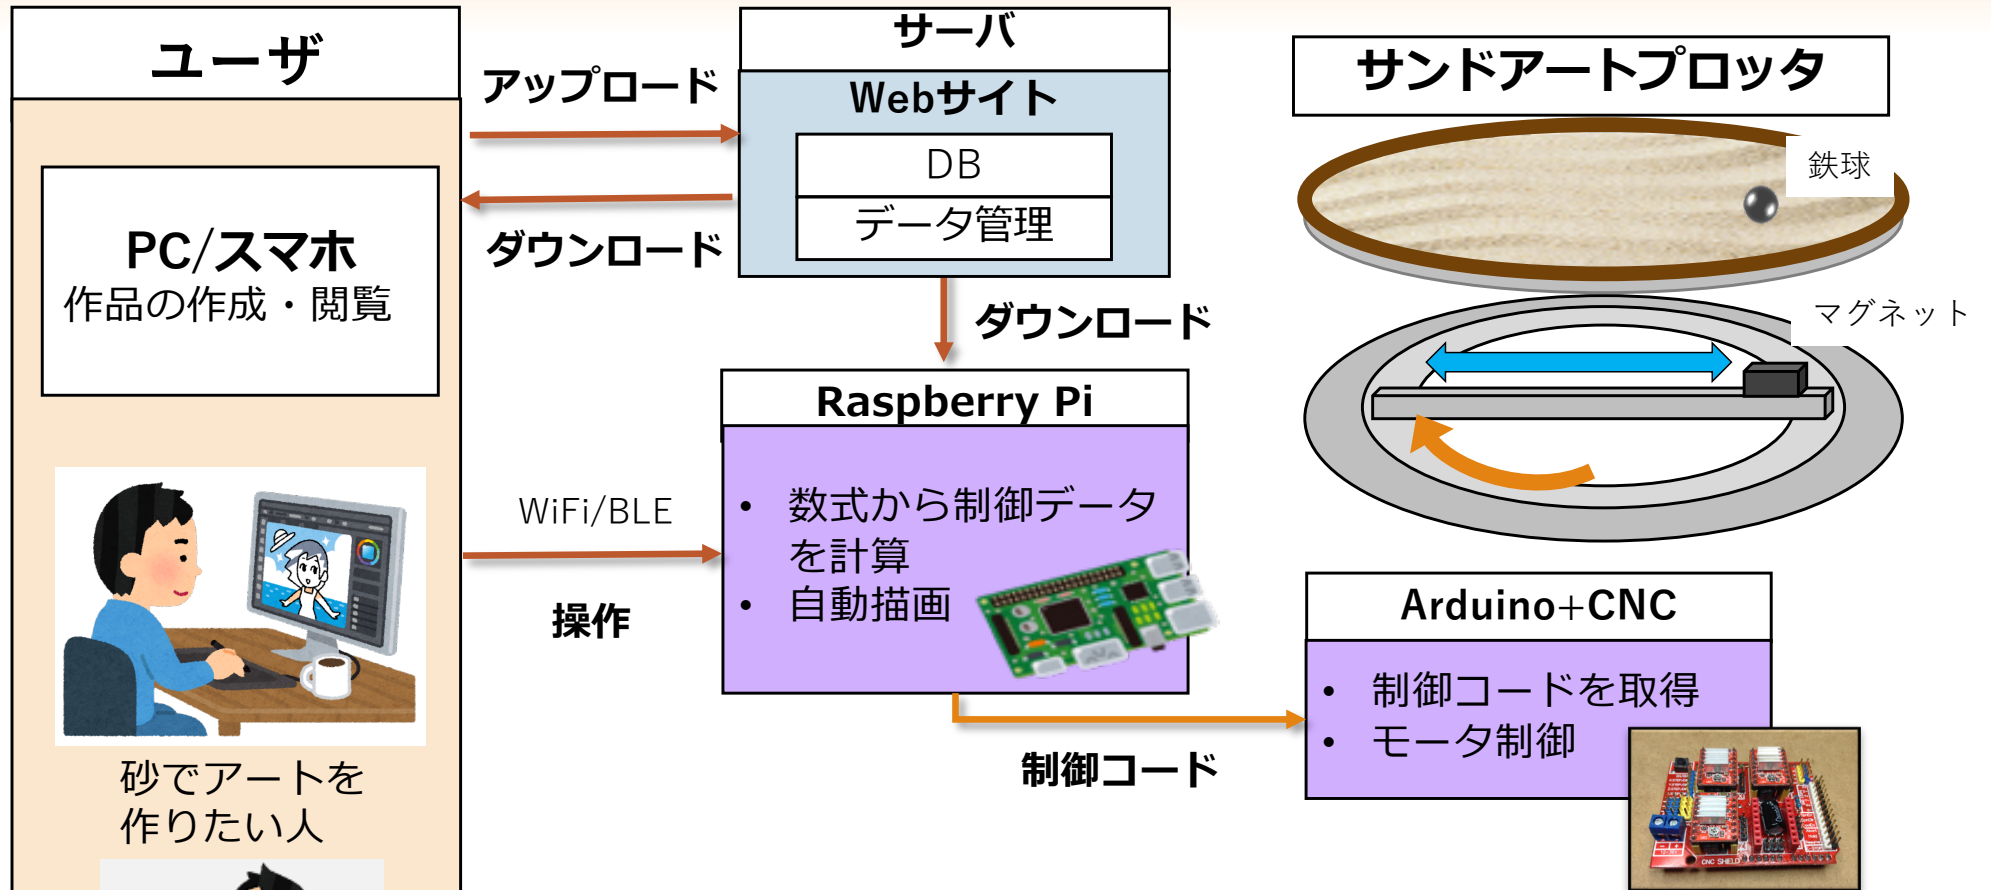 ユーザ
PC/スマホ
作品の作成・閲覧
砂でアートを
作りたい人
アップロード
ダウンロード
サーバ
Webサイト
DB
データ管理
ダウンロード
WiFi/BLE
操作
Raspberry Pi
• 数式から制御データ
を計算
• 自動描画
制御コード
サンドアートプロッタ
鉄球
マグネット
Arduino+CNC
• 制御コードを取得
• モータ制御
CNC SHIELD